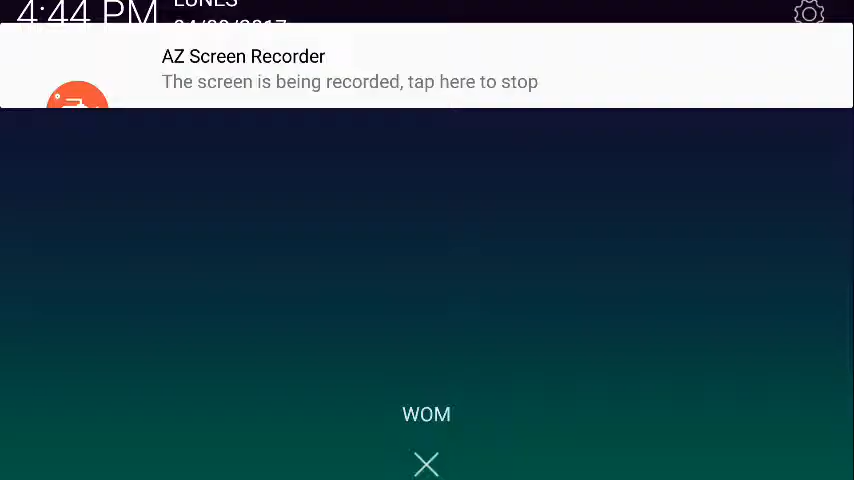 4:44 PM
LUNES
AZ Screen Recorder
The screen is being recorded, tap here to stop
WOM